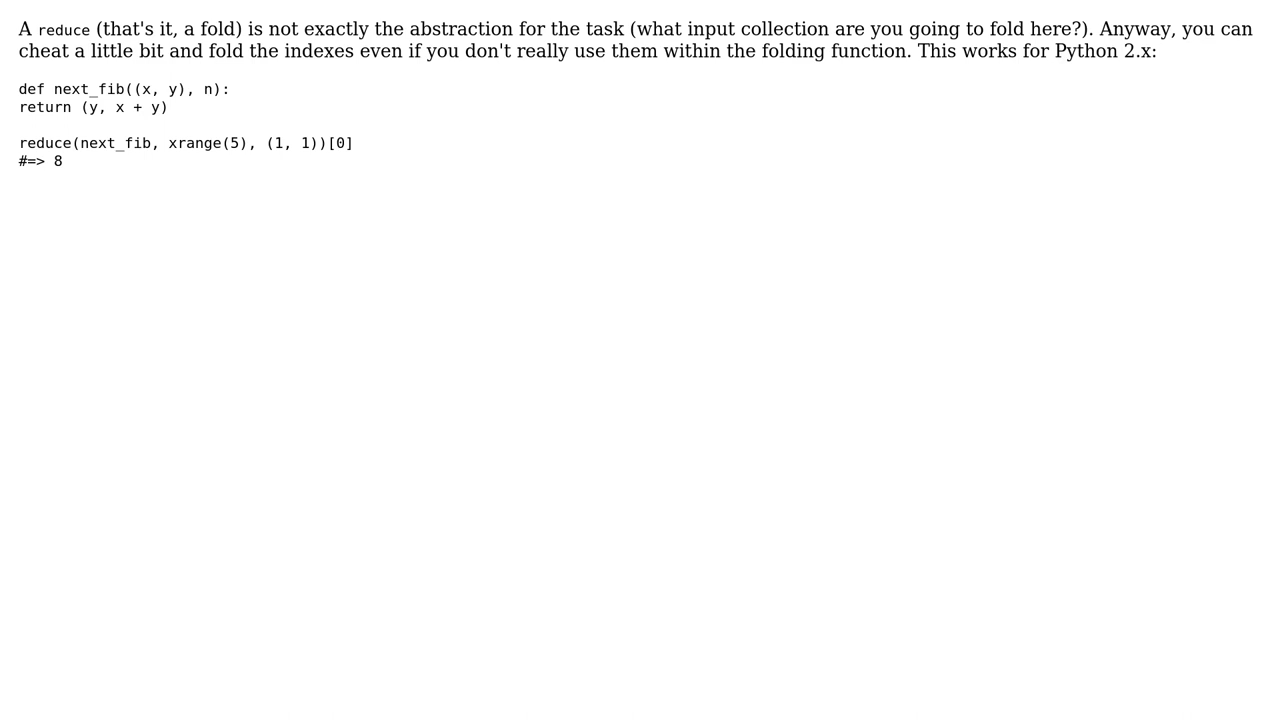 A reduce (that's it, a fold) is not exactly the abstraction for the task (what input collection are you going to fold here?). Anyway, you can
cheat a little bit and fold the indexes even if you don't really use them within the folding function. This works for Python 2.x:
def next_fib((x, y), n):
return (y, x + y)
reduce(next_fib, xrange(5), (1, 1))[0]
#=> 8